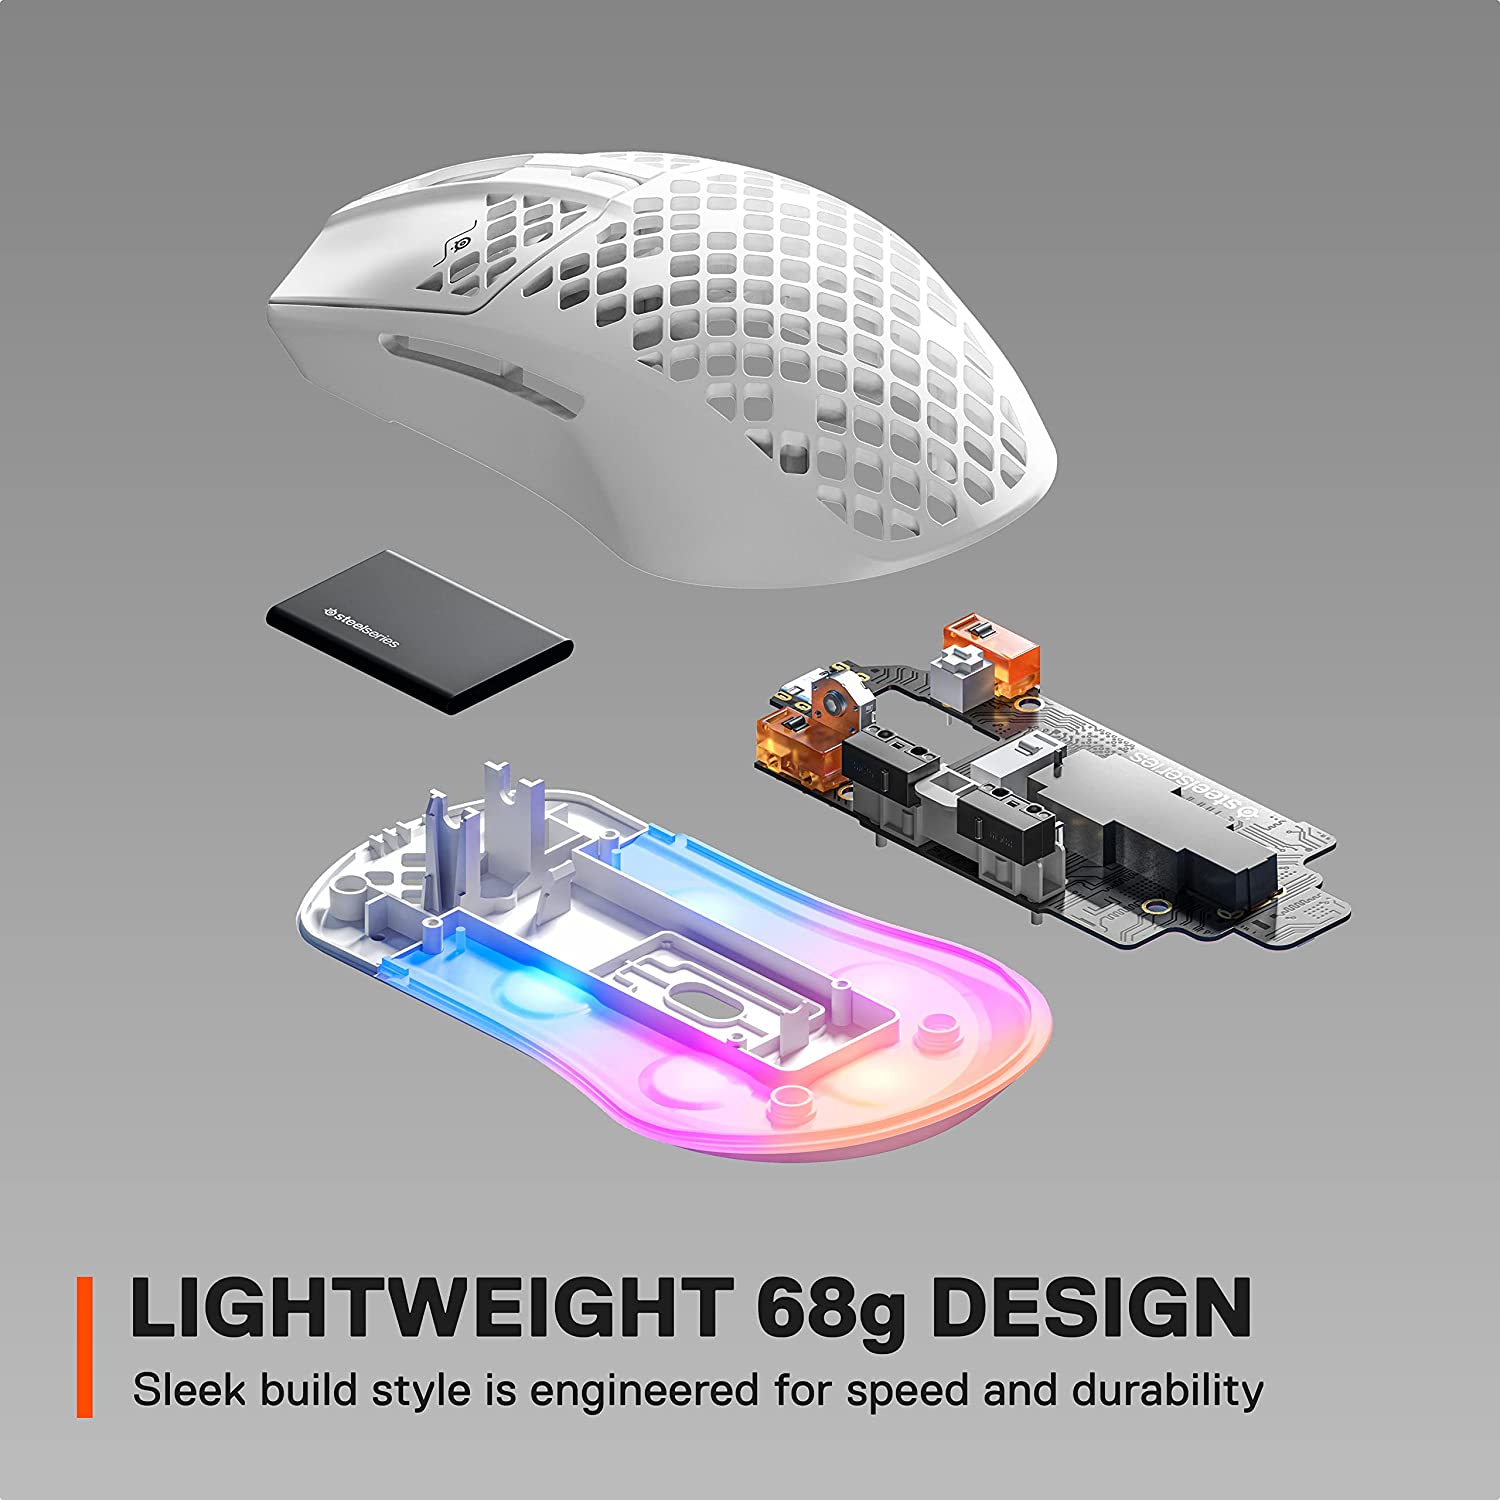 steelseries
steelseries
LIGHTWEIGHT 68g DESIGN
Sleek build style is engineered for speed and durability